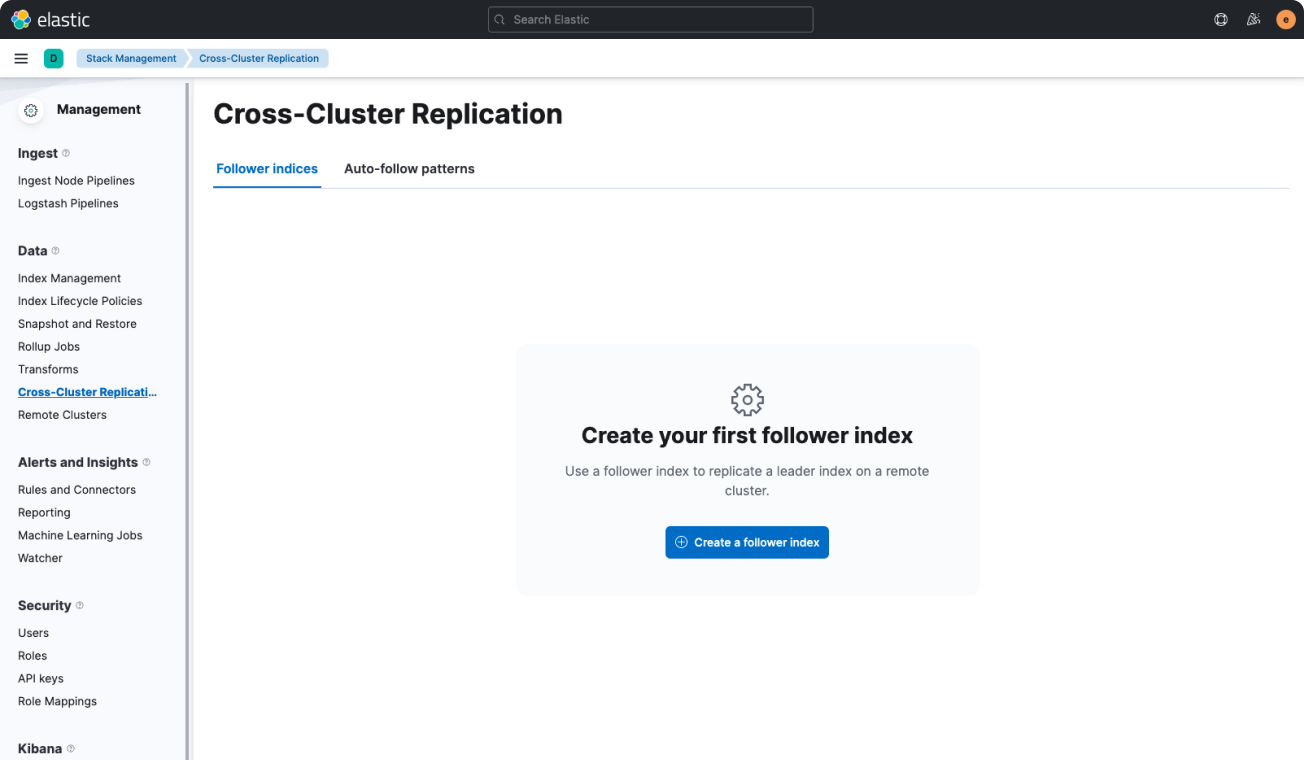 elastic
Search Elastic
e
D
Stack Management
Cross-Cluster Replication
Management
Ingest
Ingest Node Pipelines
Logstash Pipelines
Data
Index Management
Index Lifecycle Policies
Snapshot and Restore
Rollup Jobs
Transforms
Cross-Cluster Replicati...
Remote Clusters
Alerts and Insights
Rules and Connectors
Reporting
Machine Learning Jobs
Watcher
Security
Users
Roles
API keys
Role Mappings
Kibana
Cross-Cluster Replication
Follower indices
Auto-follow patterns
Create your first follower index
Use a follower index to replicate a leader index on a remote
cluster.
Create a follower index